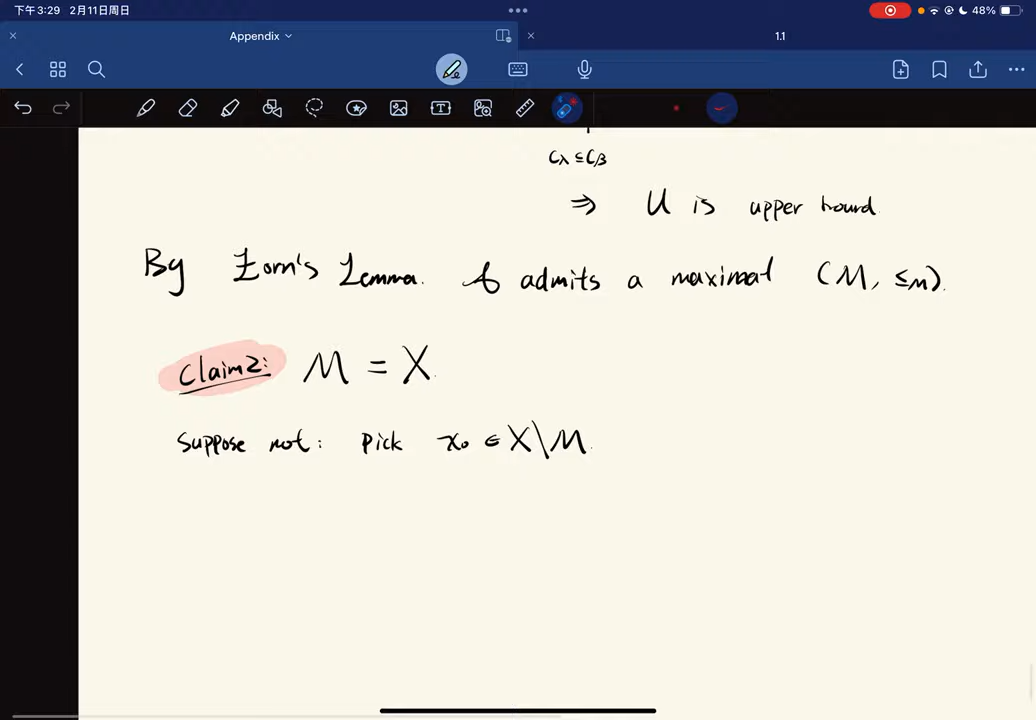 下午3:29 2月11日周日
48%
Appendix
1.1
Cλ ≤ Cβ
⇒ U is upper bound.
By Zorn's Lemma. A admits a maximal (M, ≤m).
Claim2: M = X.
Suppose not: pick x₀ ∈ X\M.